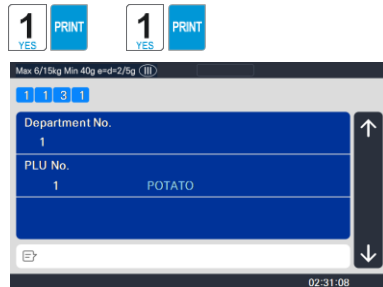 1 YES PRINT 1 YES PRINT
Max 6/15kg Min 40g e=d=2/5g III
1 1 3 1
Department No.
1
PLU No.
1 POTATO
02:31:08